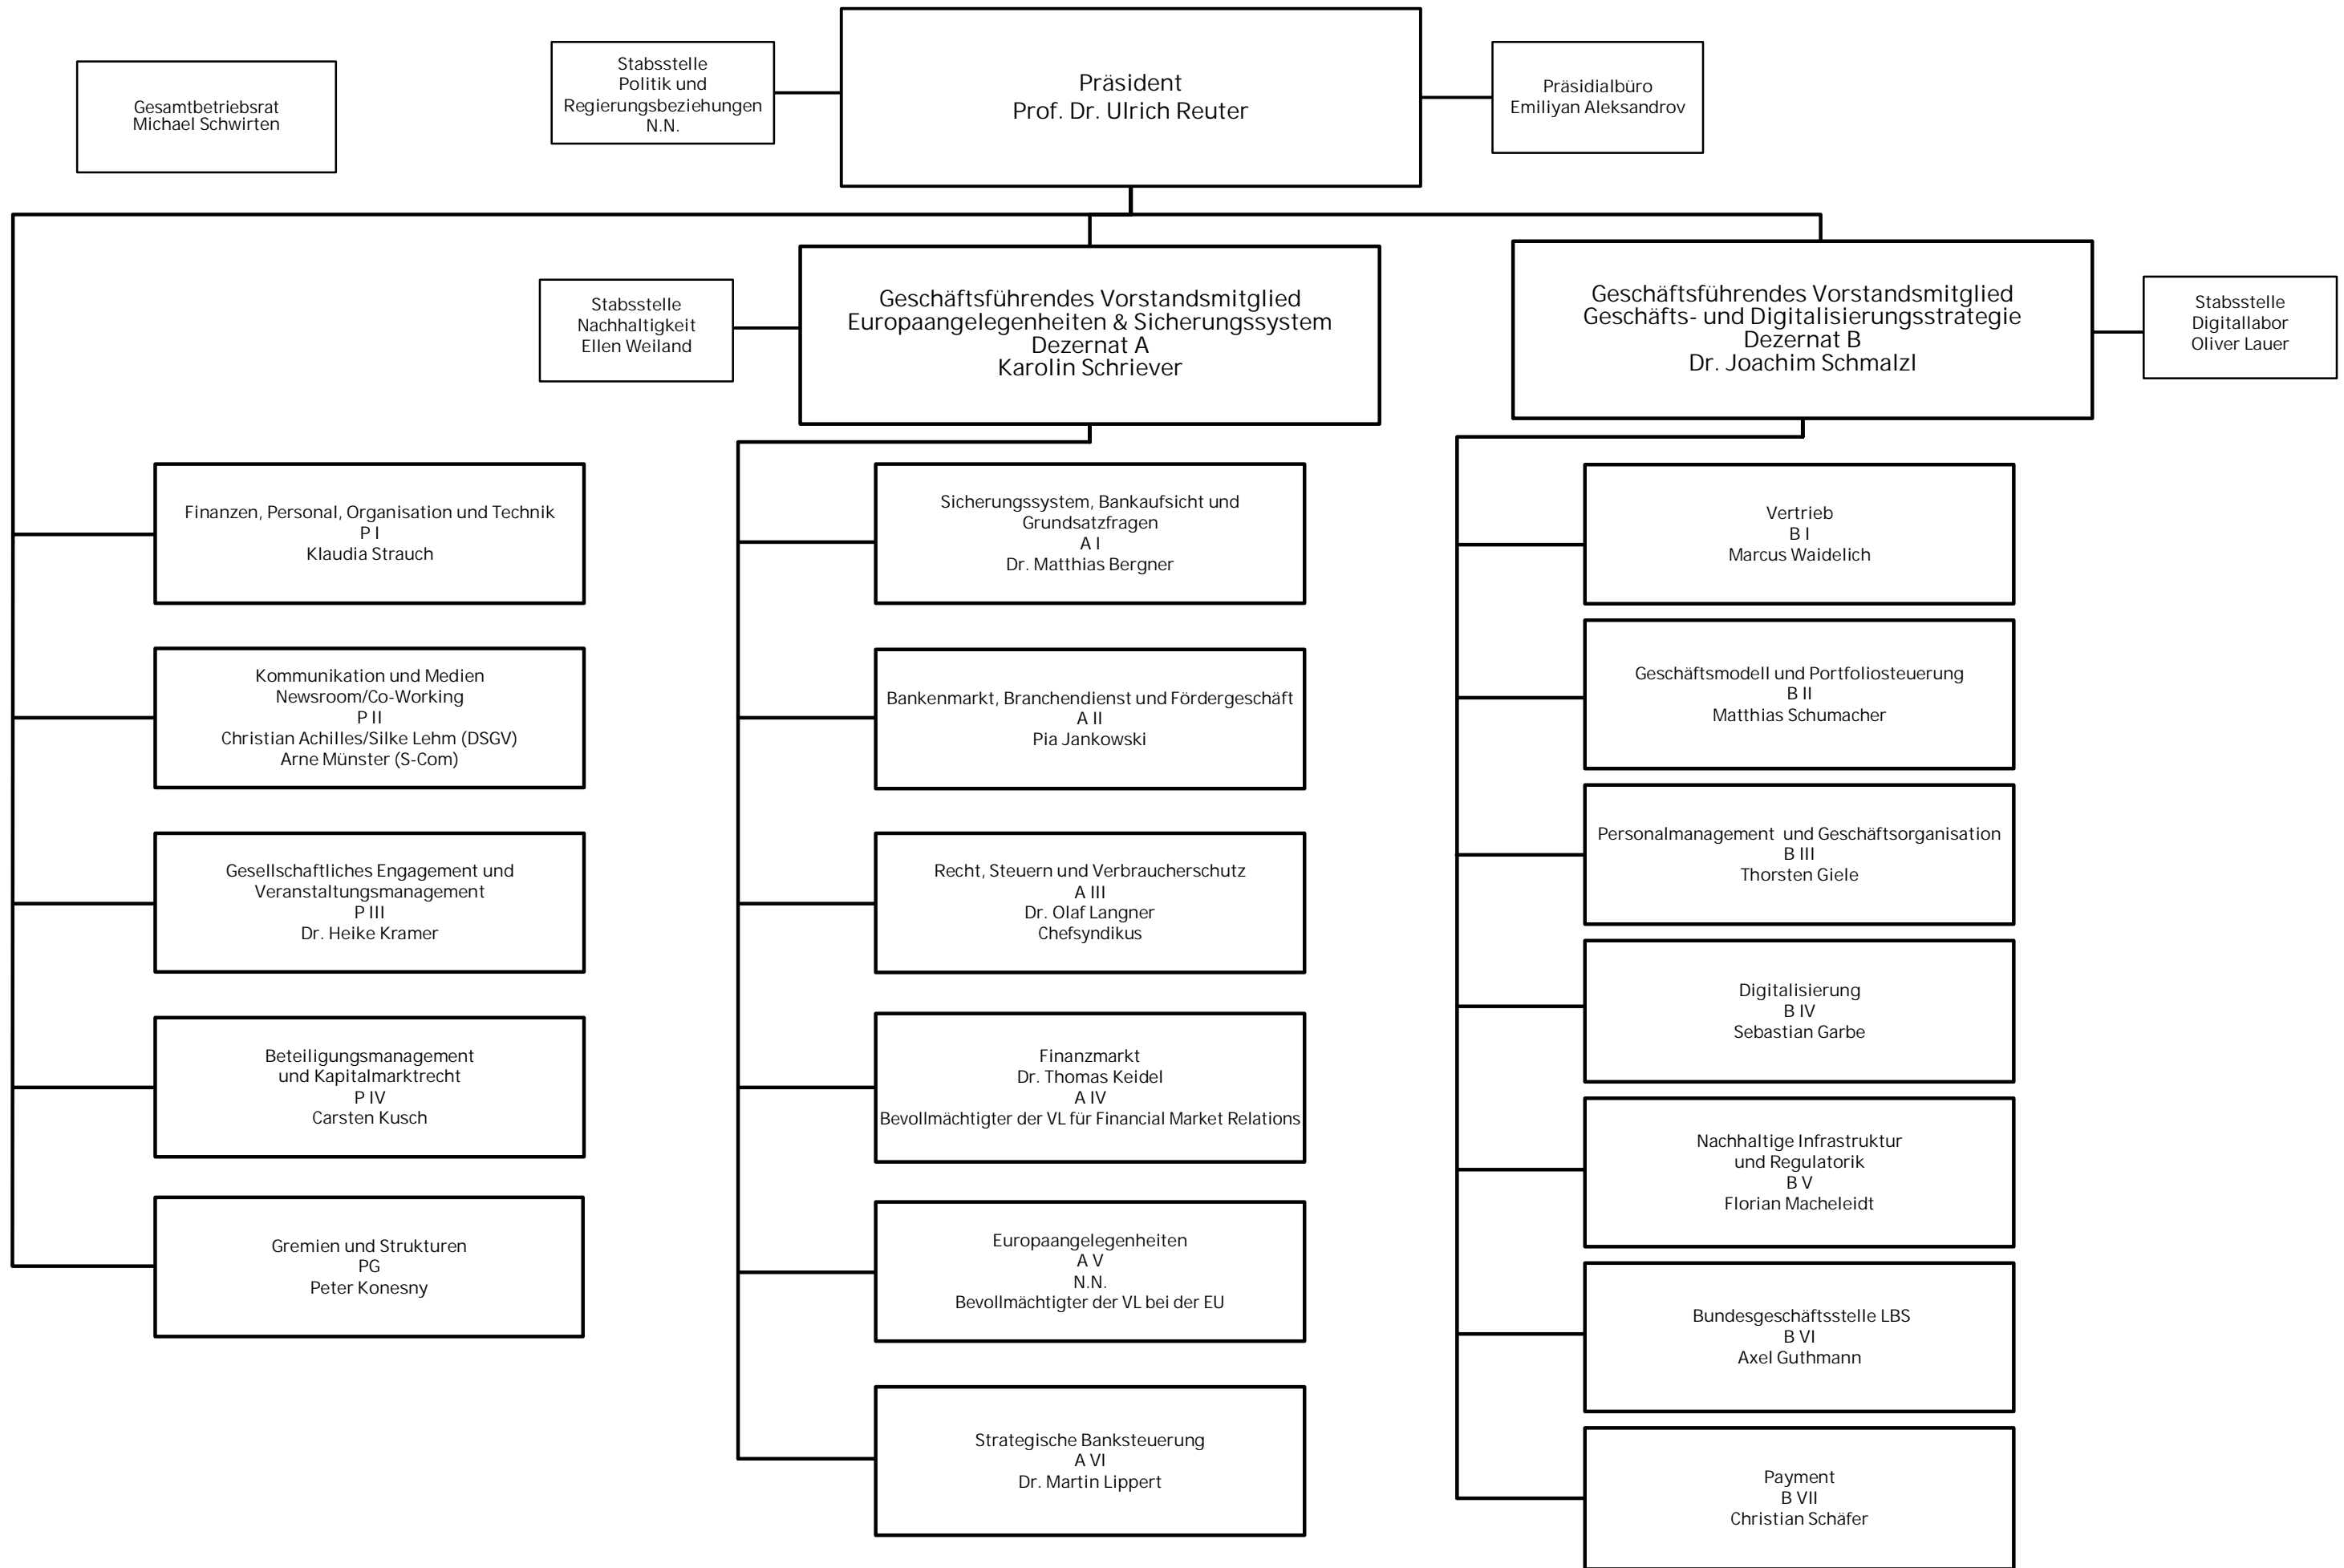 Gesamtbetriebsrat
Michael Schwirten
Stabsstelle
Politik und
Regierungsbeziehungen
N.N.
Präsident
Prof. Dr. Ulrich Reuter
Präsidialbüro
Emiliyan Aleksandrov
Stabsstelle
Nachhaltigkeit
Ellen Weiland
Geschäftsführendes Vorstandsmitglied
Europaangelegenheiten & Sicherungssystem
Dezernat A
Karolin Schriever
Geschäftsführendes Vorstandsmitglied
Geschäfts- und Digitalisierungsstrategie
Dezernat B
Dr. Joachim Schmalzl
Stabsstelle
Digitallabor
Oliver Lauer
Finanzen, Personal, Organisation und Technik
P I
Klaudia Strauch
Kommunikation und Medien
Newsroom/Co-Working
P II
Christian Achilles/Silke Lehm (DSGV)
Arne Münster (S-Com)
Gesellschaftliches Engagement und
Veranstaltungsmanagement
P III
Dr. Heike Kramer
Beteiligungsmanagement
und Kapitalmarktrecht
P IV
Carsten Kusch
Gremien und Strukturen
PG
Peter Konesny
Sicherungssystem, Bankaufsicht und
Grundsatzfragen
A I
Dr. Matthias Bergner
Bankenmarkt, Branchendienst und Fördergeschäft
A II
Pia Jankowski
Recht, Steuern und Verbraucherschutz
A III
Dr. Olaf Langner
Chefsyndikus
Finanzmarkt
Dr. Thomas Keidel
A IV
Bevollmächtigter der VL für Financial Market Relations
Europaangelegenheiten
A V
N.N.
Bevollmächtigter der VL bei der EU
Strategische Banksteuerung
A VI
Dr. Martin Lippert
Vertrieb
B I
Marcus Waidelich
Geschäftsmodell und Portfoliosteuerung
B II
Matthias Schumacher
Personalmanagement und Geschäftsorganisation
B III
Thorsten Giele
Digitalisierung
B IV
Sebastian Garbe
Nachhaltige Infrastruktur
und Regulatorik
B V
Florian Macheleidt
Bundesgeschäftsstelle LBS
B VI
Axel Guthmann
Payment
B VII
Christian Schäfer